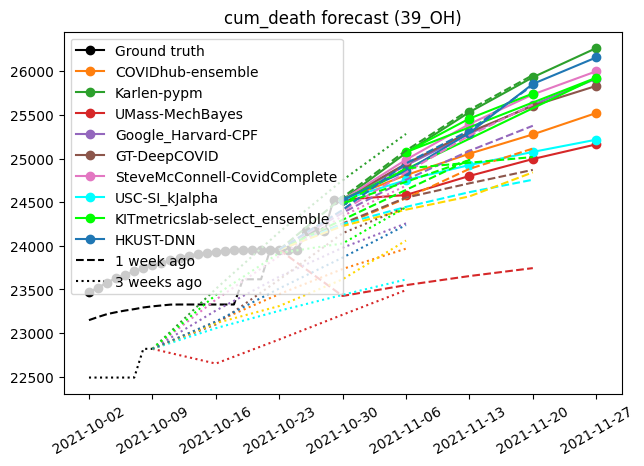 cum_death forecast (39_OH)
26000
25500
25000
24500
24000
23500
23000
22500
Ground truth
COVIDhub-ensemble
Karlen-pypm
UMass-MechBayes
Google_Harvard-CPF
GT-DeepCOVID
SteveMcConnell-CovidComplete
USC-SI_kJalpha
KITmetricslab-select_ensemble
HKUST-DNN
1 week ago
3 weeks ago
2021-10-02
2021-10-09
2021-10-16
2021-10-23
2021-10-30
2021-11-06
2021-11-13
2021-11-20
2021-11-27